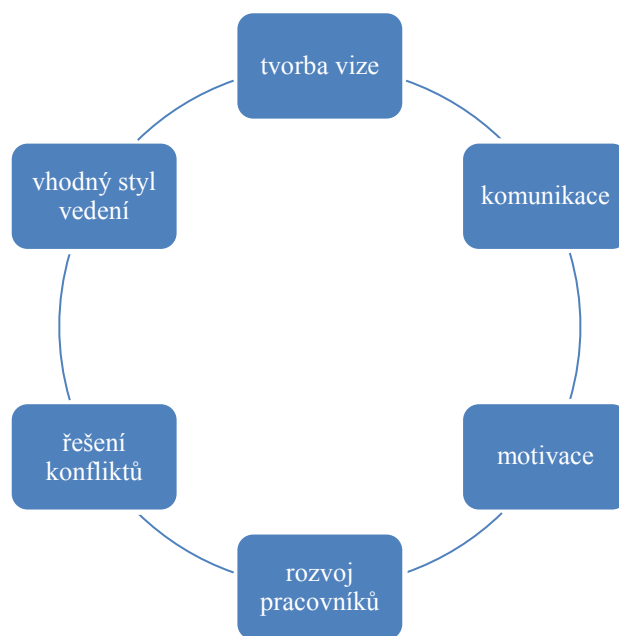 tvorba vize
komunikace
motivace
rozvoj
pracovníků
řešení
konfliktů
vhodný styl
vedení